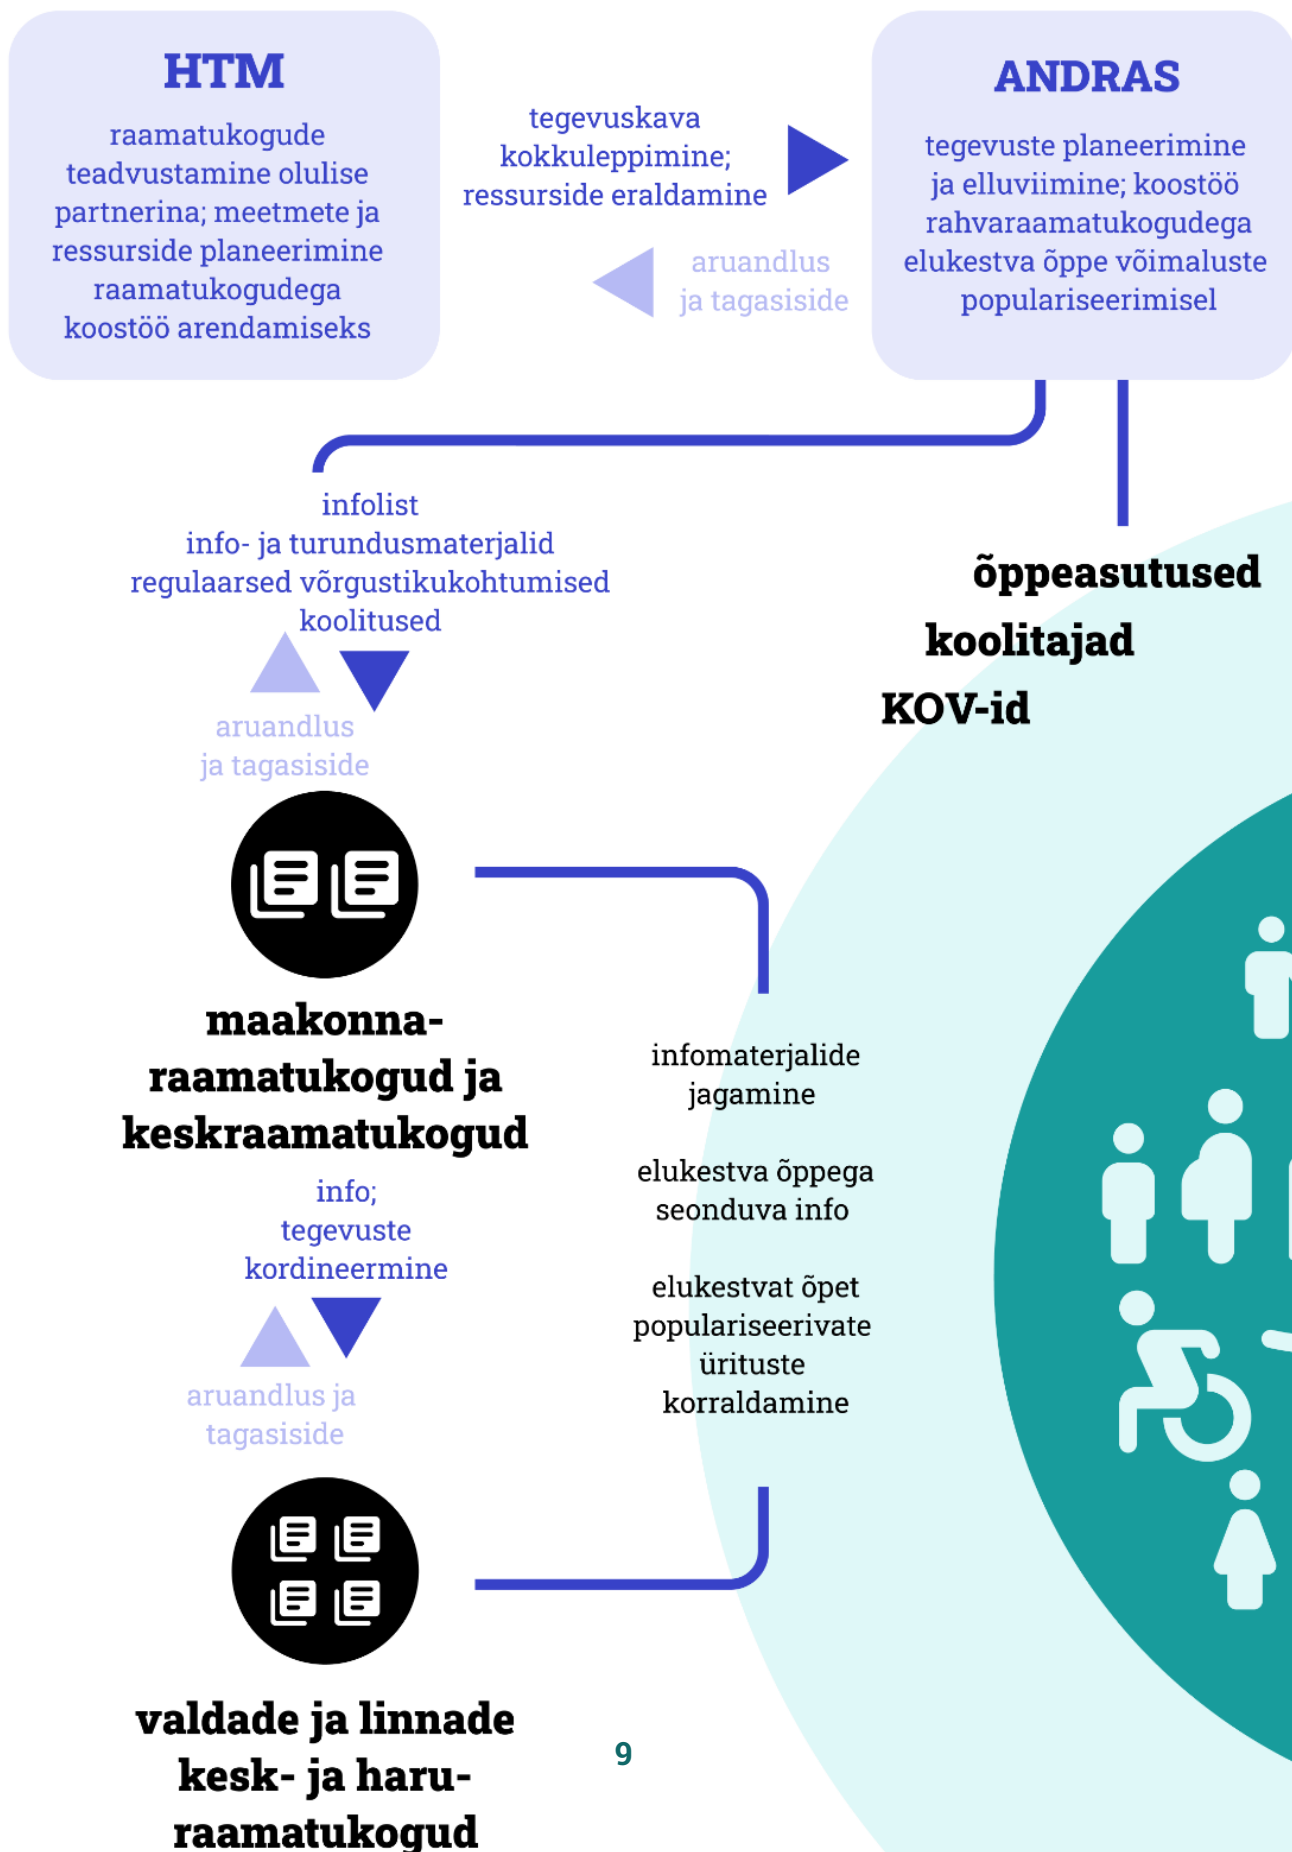 HTM
raamatukogude
teadvustamine olulise
partnerina; meetmete ja
ressurside planeerimine
raamatukogudega
koostöö arendamiseks
tegevuskava
kokkuleppimine;
ressurside eraldamine
aruandlus
ja tagasiside
ANDRAS
tegevuste planeerimine
ja elluviimine; koostöö
rahvaraamatukogudega
elukestva õppe võimaluste
populariseerimisel
infolist
info- ja turundusmaterjalid
regulaarsed võrgustikukohtumised
koolitused
aruandlus
ja tagasiside
õppeasutused
koolitajad
KOV-id
maakonna-
raamatukogud ja
keskraamatukogud
info;
tegevuste
kordineermine
aruandlus ja
tagasiside
infomaterjalide
jagamine
elukestva õppega
seonduva info
elukestvat õpet
populariseerivate
ürituste
korraldamine
valdade ja linnade
kesk- ja haru-
raamatukogud
9